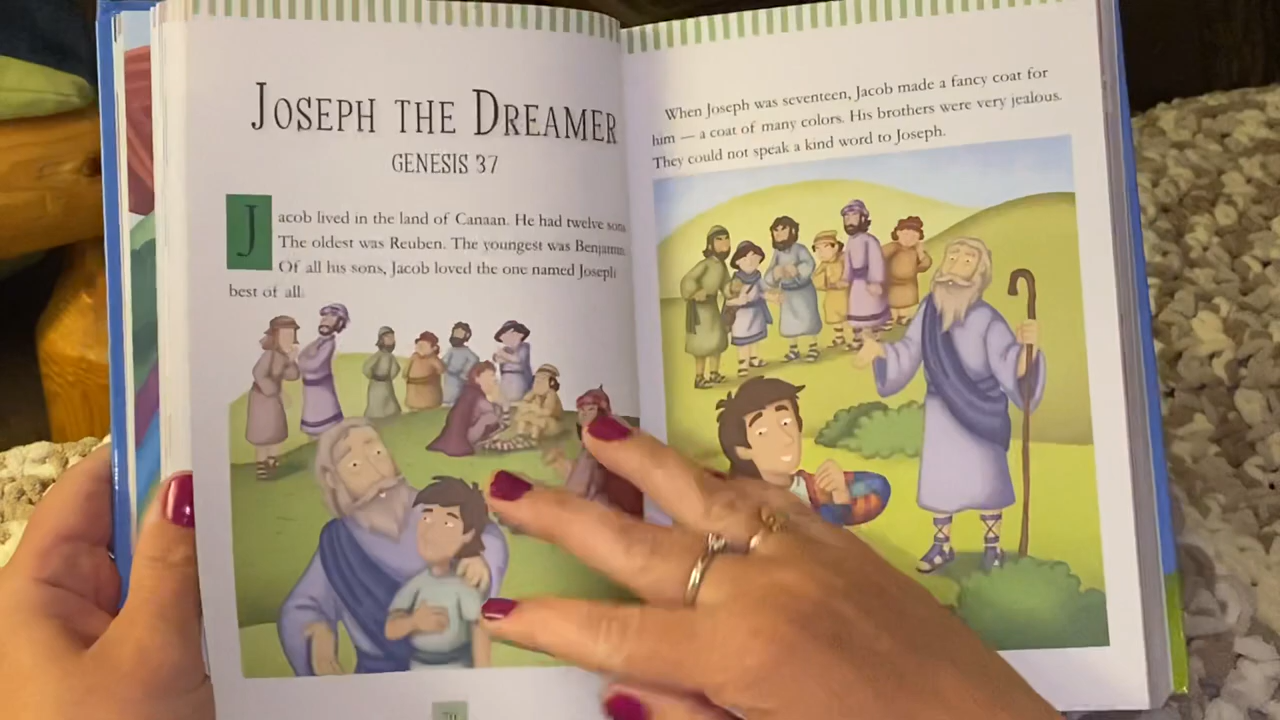 JOSEPH THE DREAMER
GENESIS 37
Jacob lived in the land of Canaan. He had twelve sons
The oldest was Reuben. The youngest was Benjamin.
Of all his sons, Jacob loved the one named Joseph
best of all.
When Joseph was seventeen, Jacob made a fancy coat for
him — a coat of many colors. His brothers were very jealous.
They could not speak a kind word to Joseph.